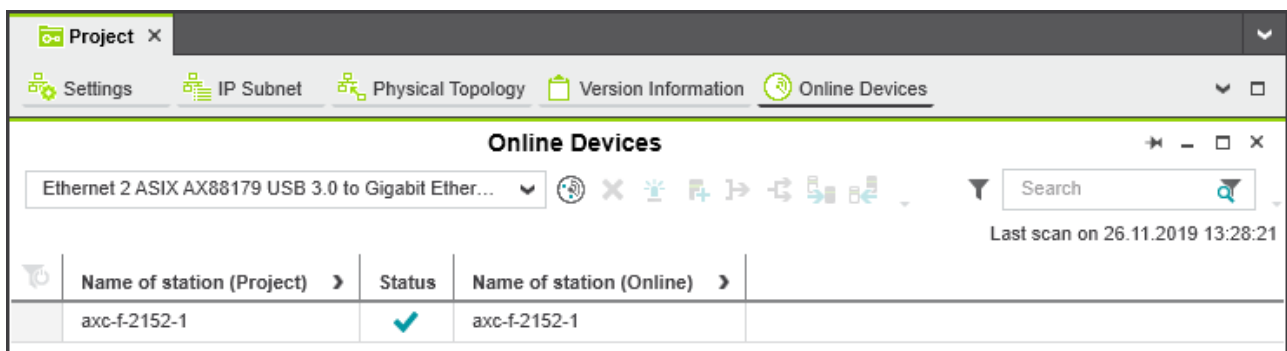 Project
Settings IP Subnet Physical Topology Version Information Online Devices
Online Devices
Ethernet 2 ASIX AX88179 USB 3.0 to Gigabit Ether... Search
Last scan on 26.11.2019 13:28:21
Name of station (Project) Status Name of station (Online)
axc-f-2152-1 axc-f-2152-1